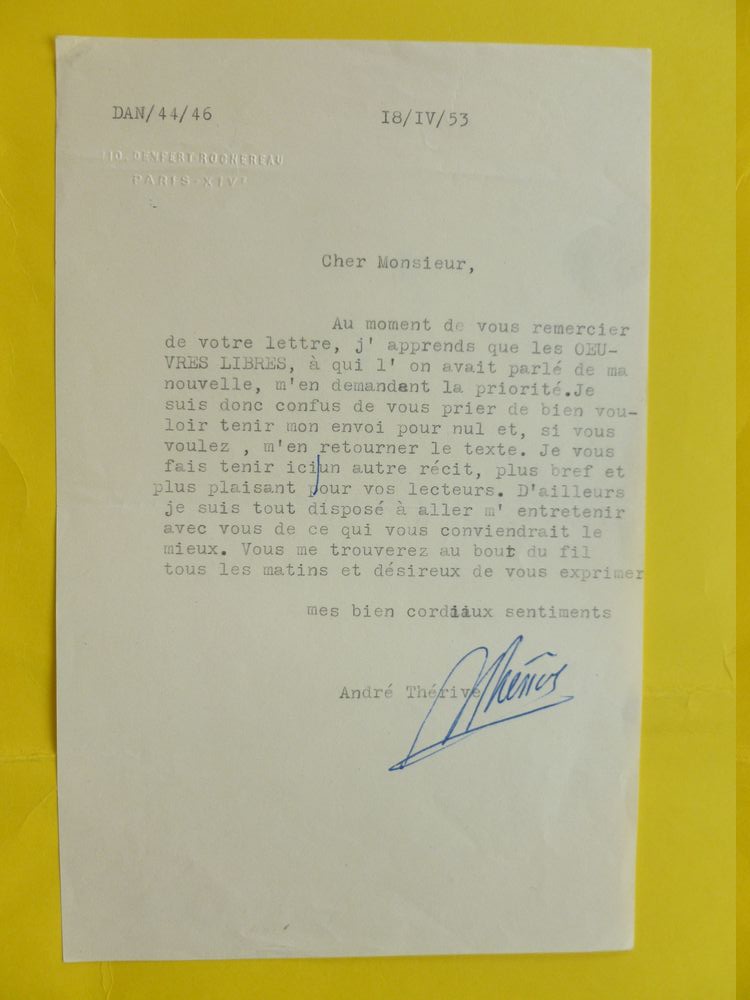 DAN/44/46 I8/IV/53
110, DENFERT ROCHEREAU
PARIS-XIVe
Cher Monsieur,
Au moment de vous remercier
de votre lettre, j' apprends que les OEU-
VRES LIBRES, à qui l' on avait parlé de ma
nouvelle, m'en demandent la priorité.Je
suis donc confus de vous prier de bien vou-
loir tenir mon envoi pour nul et, si vous
voulez , m'en retourner le texte. Je vous
fais tenir ici|un autre récit, plus bref et
plus plaisant pour vos lecteurs. D'ailleurs
je suis tout disposé à aller m' entretenir
avec vous de ce qui vous conviendrait le
mieux. Vous me trouverez au bout du fil
tous les matins et désireux de vous exprimer
mes bien cordiaux sentiments
André Thérive